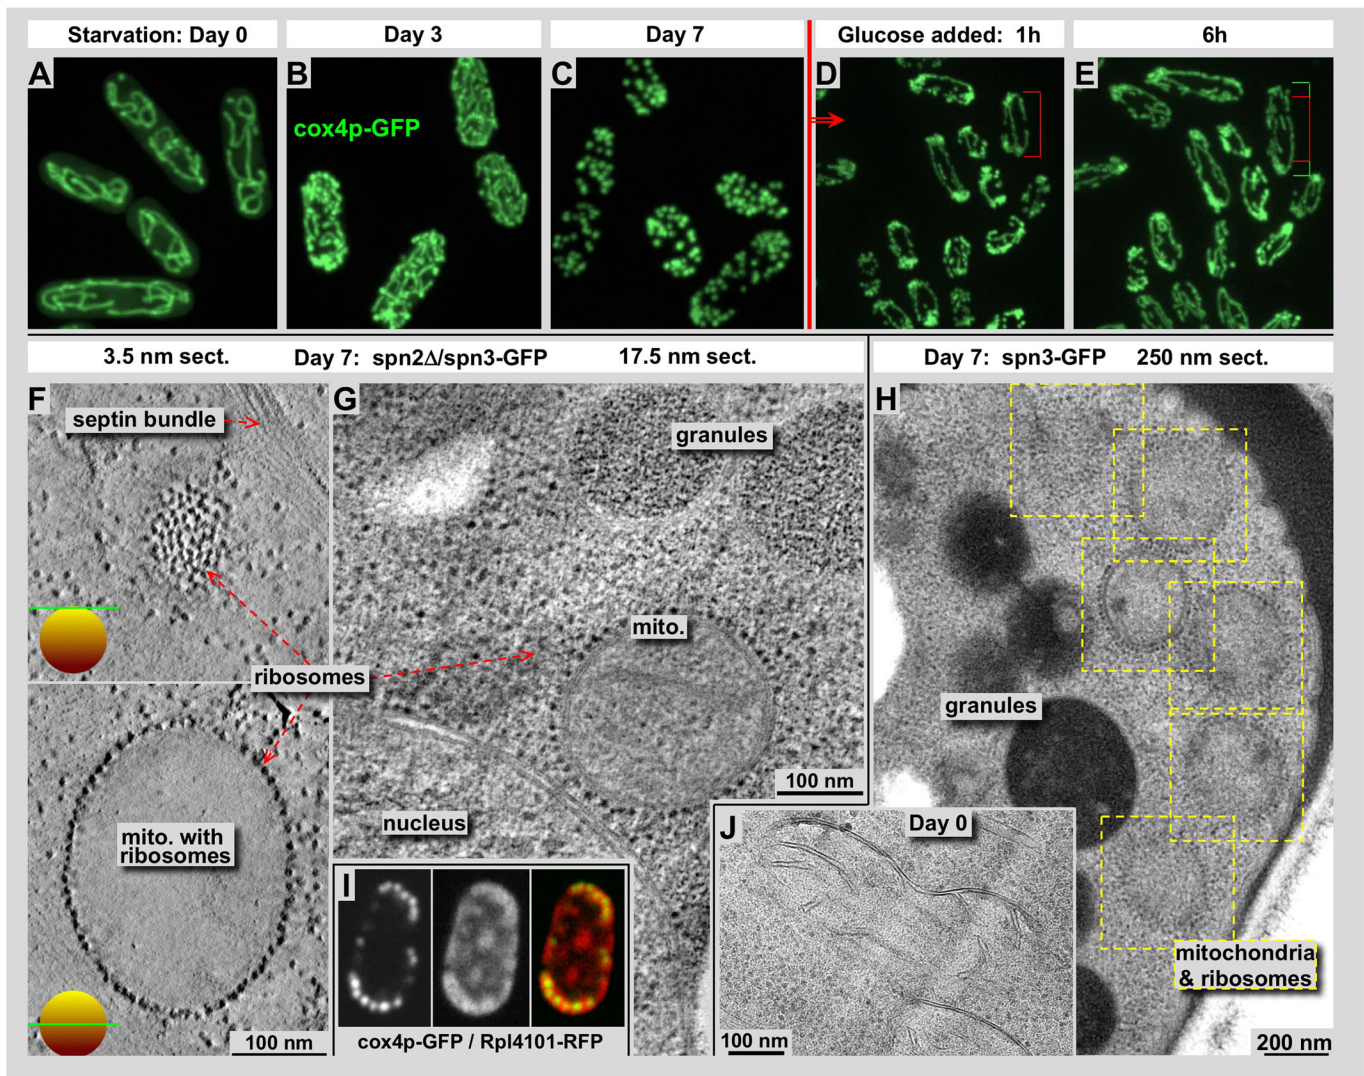 Starvation: Day 0
Day 3
Day 7
Glucose added: 1h
6h
A
B
C
D
E
cox4p-GFP
3.5 nm sect.
Day 7: spn2Δ/spn3-GFP
17.5 nm sect.
Day 7: spn3-GFP
250 nm sect.
F
G
H
septin bundle
granules
mito.
ribosomes
granules
100 nm
nucleus
mito. with
ribosomes
J
Day 0
I
mitochondria
& ribosomes
100 nm
cox4p-GFP / Rpl4101-RFP
100 nm
200 nm